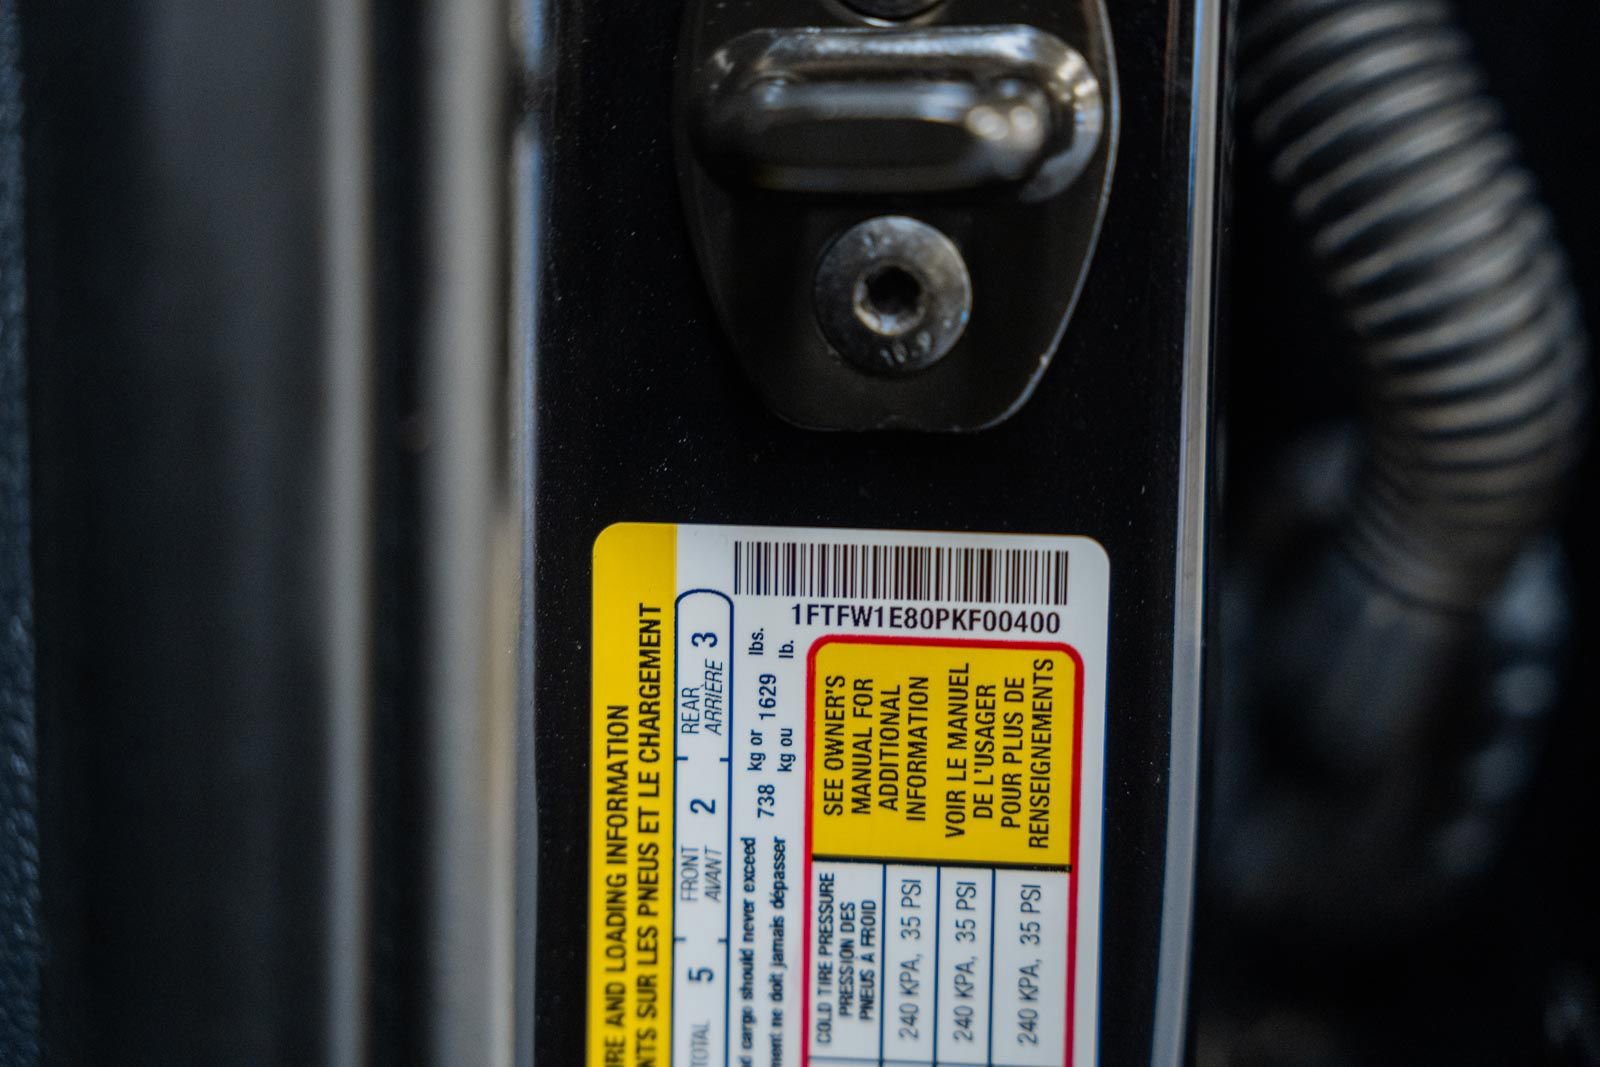 1FTFW1E80PKF00400
RE AND LOADING INFORMATION
NTS SUR LES PNEUS ET LE CHARGEMENT
TOTAL 5 FRONT 2 REAR 3
AVANT ARRIÈRE
cargo should never exceed 738 kg or 1629 lbs.
ment ne doit jamais dépasser kg ou lb.
SEE OWNER'S
MANUAL FOR
ADDITIONAL
INFORMATION
VOIR LE MANUEL
DE L'USAGER
POUR PLUS DE
RENSEIGNEMENTS
COLD TIRE PRESSURE
PRESSION DES
PNEUS À FROID
240 KPA, 35 PSI
240 KPA, 35 PSI
240 KPA, 35 PSI